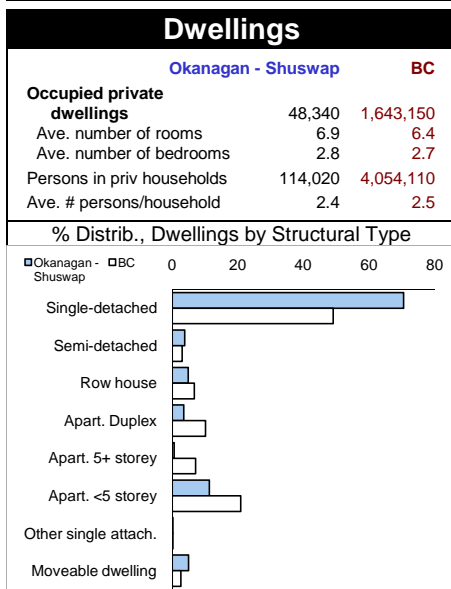 Dwellings
Okanagan - Shuswap BC
Occupied private
dwellings 48,340 1,643,150
Ave. number of rooms 6.9 6.4
Ave. number of bedrooms 2.8 2.7
Persons in priv households 114,020 4,054,110
Ave. # persons/household 2.4 2.5
% Distrib., Dwellings by Structural Type
Okanagan - Shuswap BC
0 20 40 60 80
Single-detached
Semi-detached
Row house
Apart. Duplex
Apart. 5+ storey
Apart. <5 storey
Other single attach.
Moveable dwelling